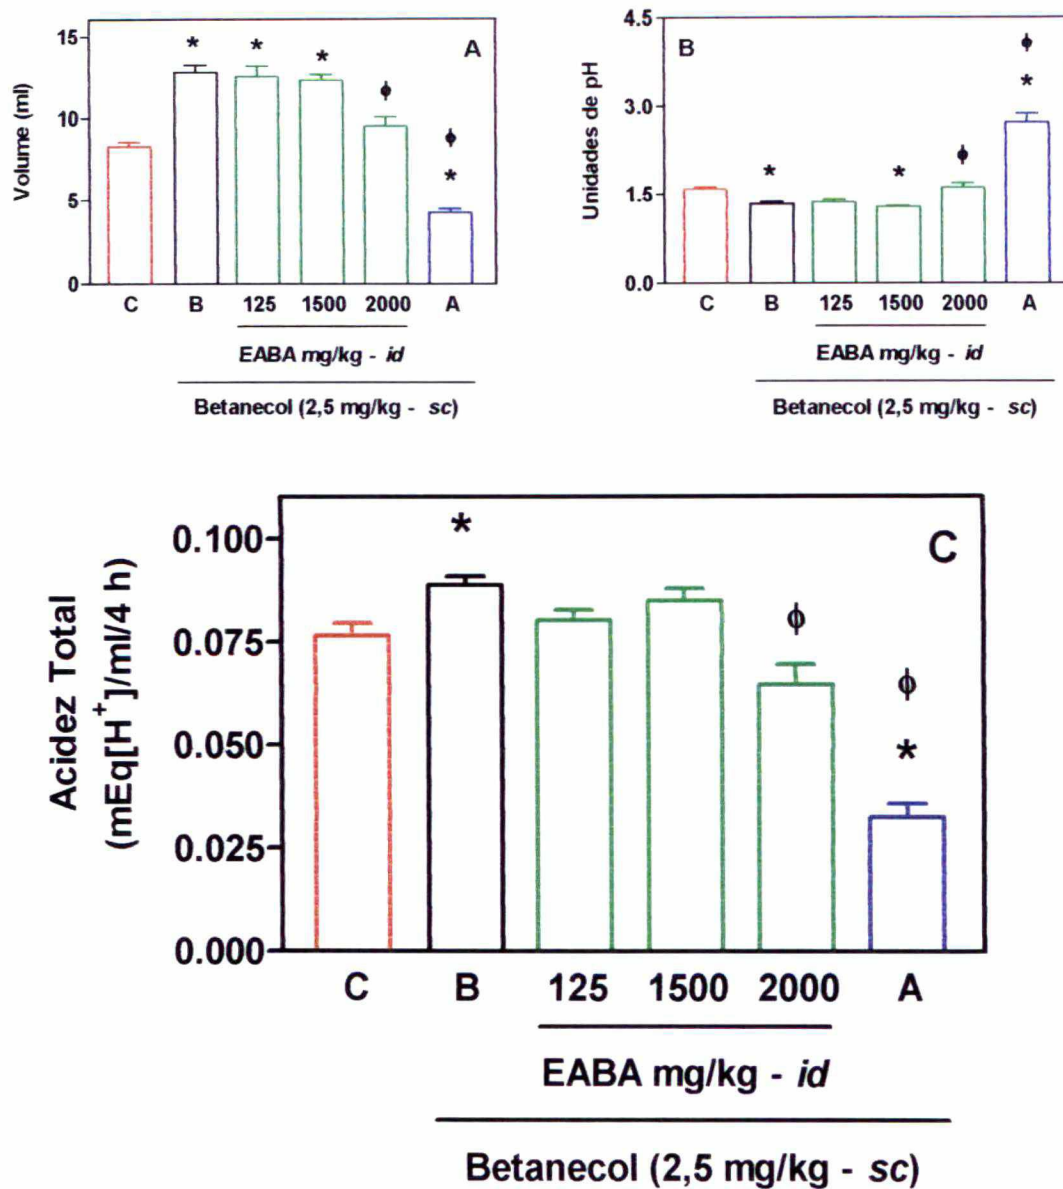 A
Volume (ml)
15
10
5
0
* * * ϕ ϕ *
C B 125 1500 2000 A
EABA mg/kg - id
Betanecol (2,5 mg/kg - sc)
B
Unidades de pH
4.5
3.0
1.5
0.0
* * ϕ ϕ *
C B 125 1500 2000 A
EABA mg/kg - id
Betanecol (2,5 mg/kg - sc)
C
Acidez Total
(mEq[H+]/ml/4 h)
0.100
0.075
0.050
0.025
0.000
* ϕ ϕ *
C B 125 1500 2000 A
EABA mg/kg - id
Betanecol (2,5 mg/kg - sc)